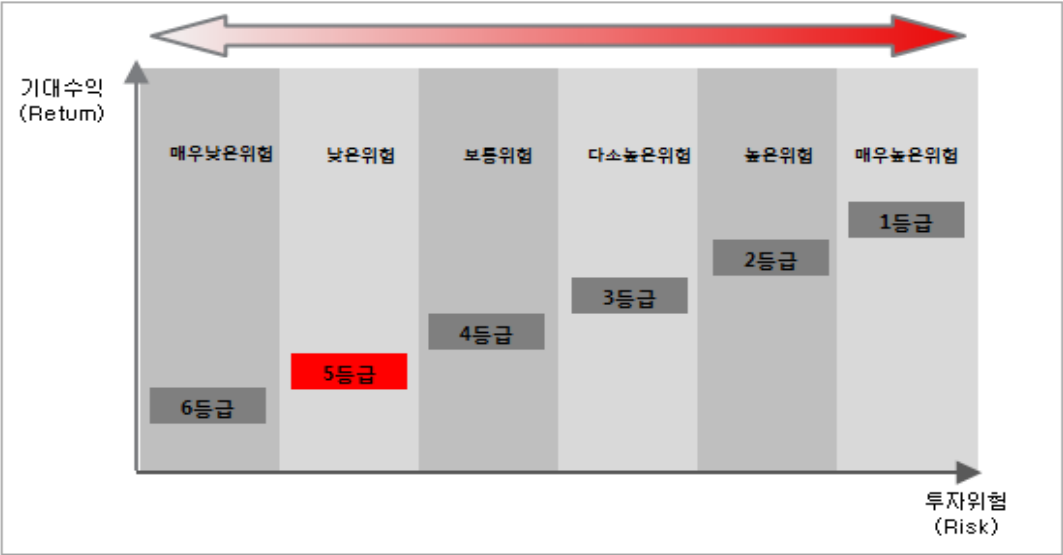 기대수익
(Return)
매우낮은위험
낮은위험
보통위험
다소높은위험
높은위험
매우높은위험
1등급
2등급
3등급
4등급
5등급
6등급
투자위험
(Risk)